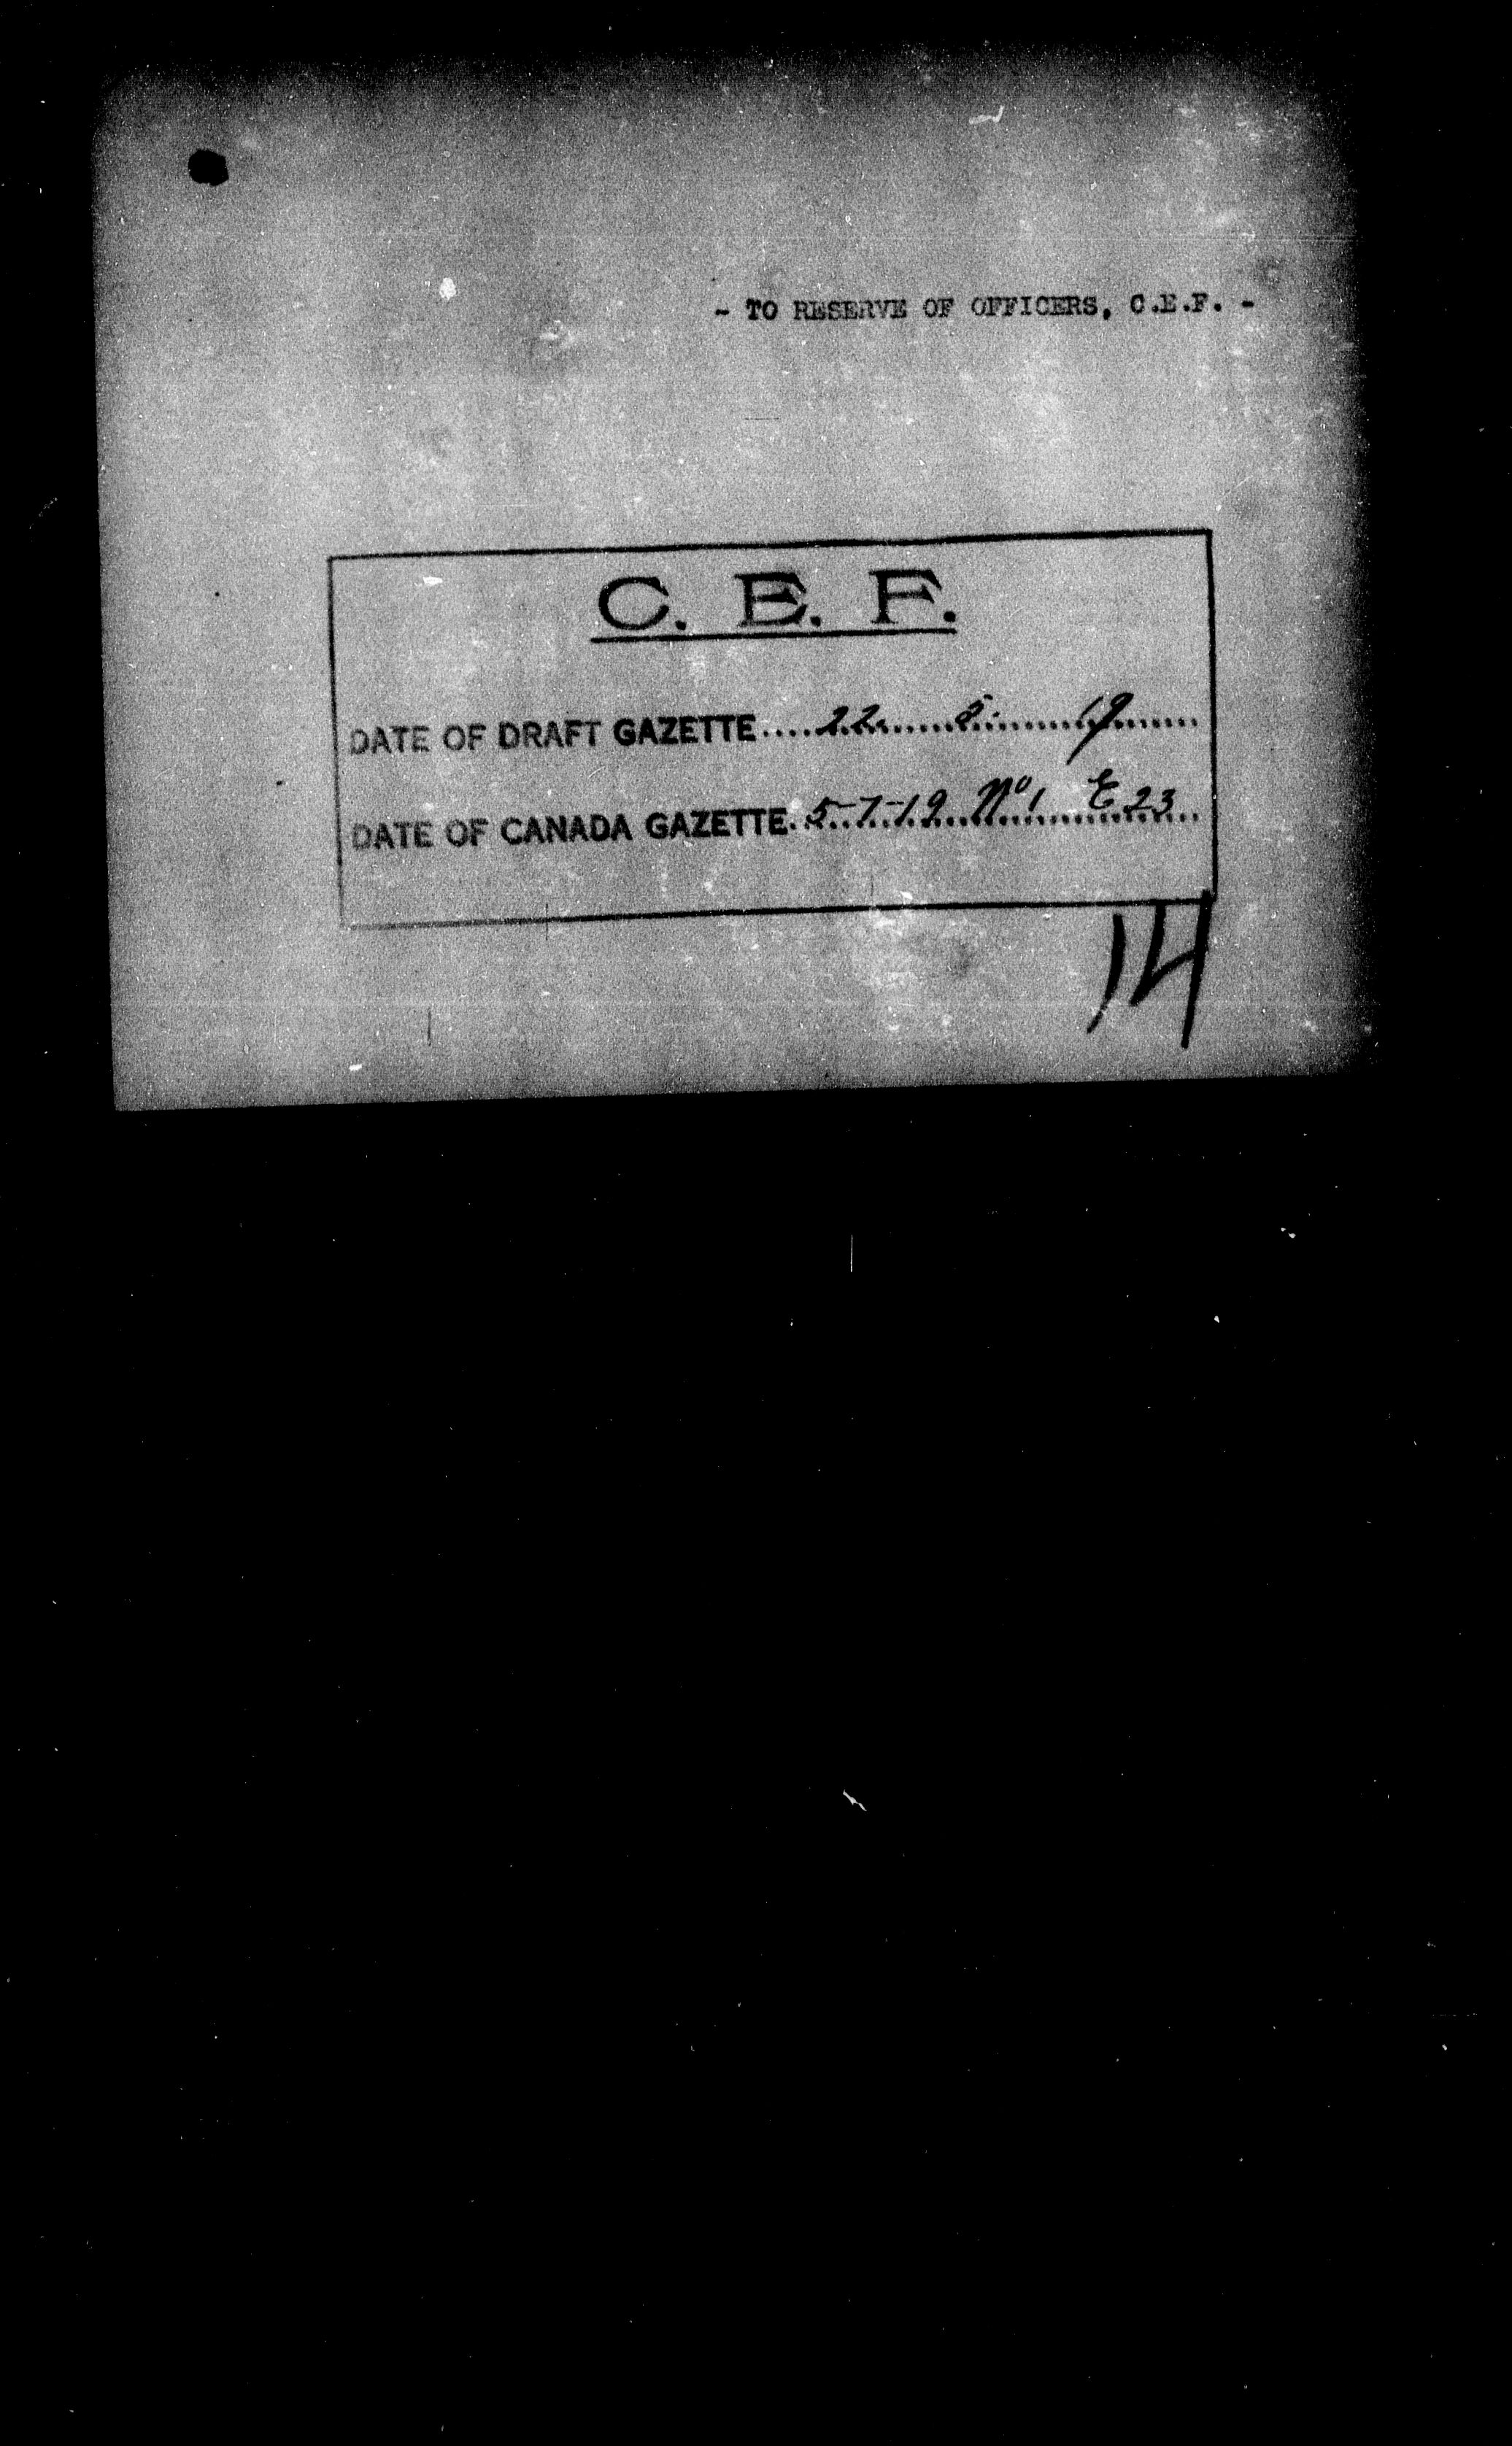 - TO RESERVE OF OFFICERS, C.E.F. -
C. E. F.
DATE OF DRAFT GAZETTE....22......5.......19.......
DATE OF CANADA GAZETTE..5-7-19..No 1...E 23..
14